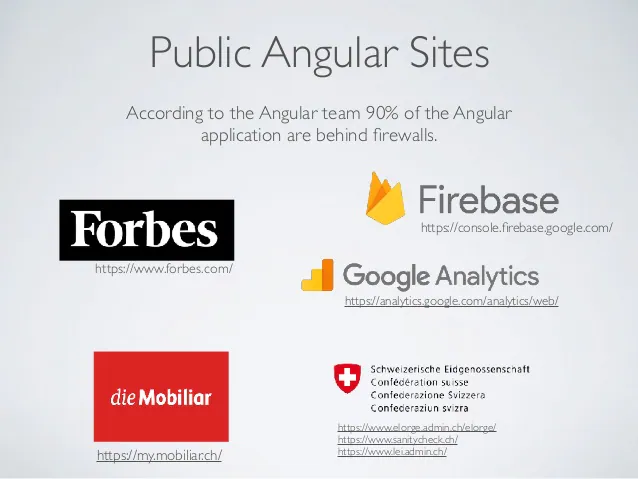 Public Angular Sites
According to the Angular team 90% of the Angular
application are behind firewalls.
Forbes
https://www.forbes.com/
Firebase
https://console.firebase.google.com/
Google Analytics
https://analytics.google.com/analytics/web/
die Mobiliar
https://my.mobiliar.ch/
Schweizerische Eidgenossenschaft
Confédération suisse
Confederazione Svizzera
Confederaziun svizra
https://www.elorge.admin.ch/elorge/
https://www.sanitycheck.ch/
https://www.lei.admin.ch/